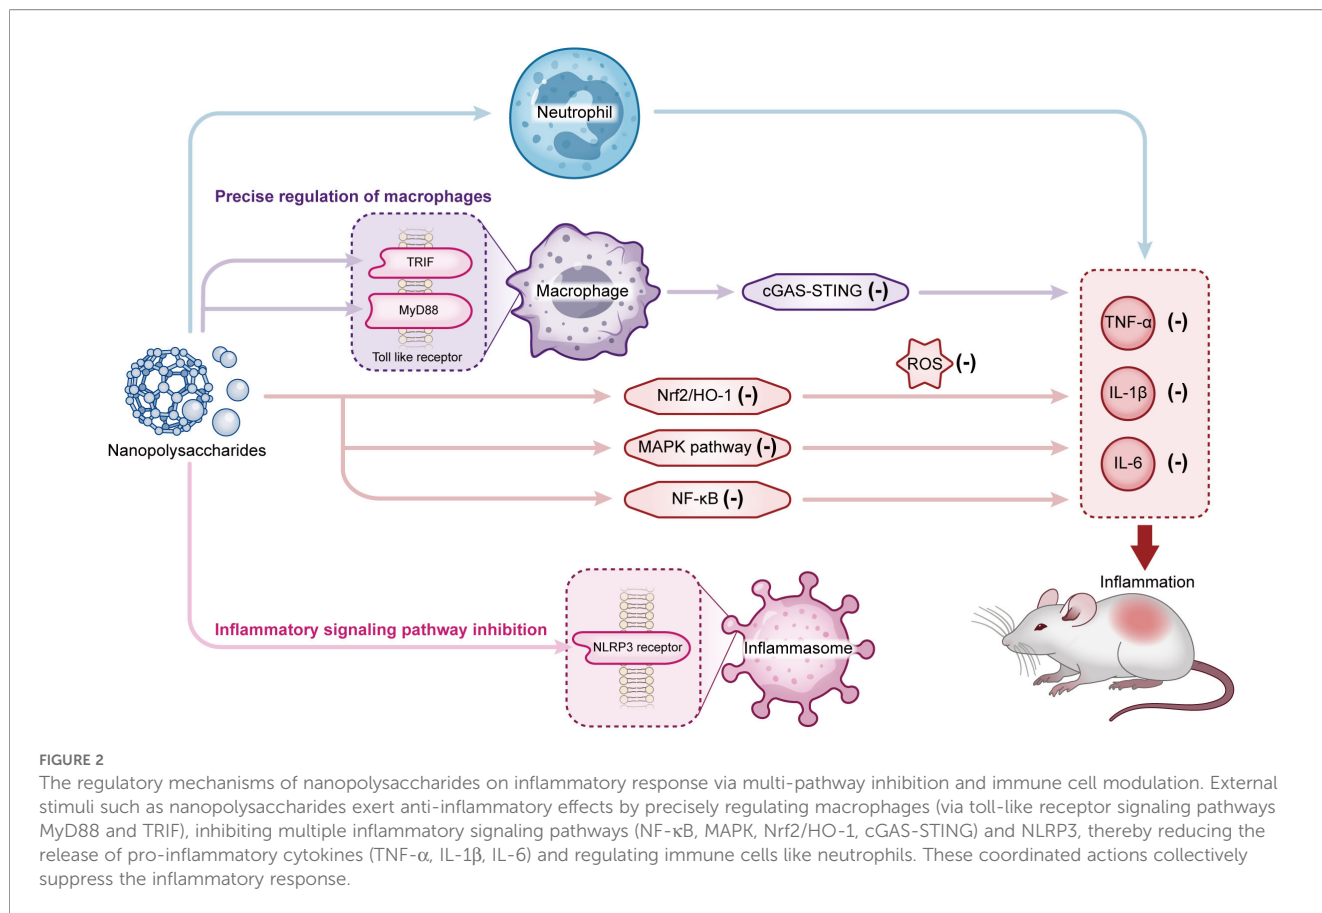 Neutrophil
Precise regulation of macrophages
TRIF
MyD88
Toll like receptor
Macrophage
cGAS-STING (-)
TNF-α (-)
ROS (-)
Nrf2/HO-1 (-)
IL-1β (-)
MAPK pathway (-)
IL-6 (-)
NF-κB (-)
Nanopolysaccharides
Inflammation
Inflammatory signaling pathway inhibition
NLRP3 receptor
Inflammasome
FIGURE 2
The regulatory mechanisms of nanopolysaccharides on inflammatory response via multi-pathway inhibition and immune cell modulation. External
stimuli such as nanopolysaccharides exert anti-inflammatory effects by precisely regulating macrophages (via toll-like receptor signaling pathways
MyD88 and TRIF), inhibiting multiple inflammatory signaling pathways (NF-κB, MAPK, Nrf2/HO-1, cGAS-STING) and NLRP3, thereby reducing the
release of pro-inflammatory cytokines (TNF-α, IL-1β, IL-6) and regulating immune cells like neutrophils. These coordinated actions collectively
suppress the inflammatory response.